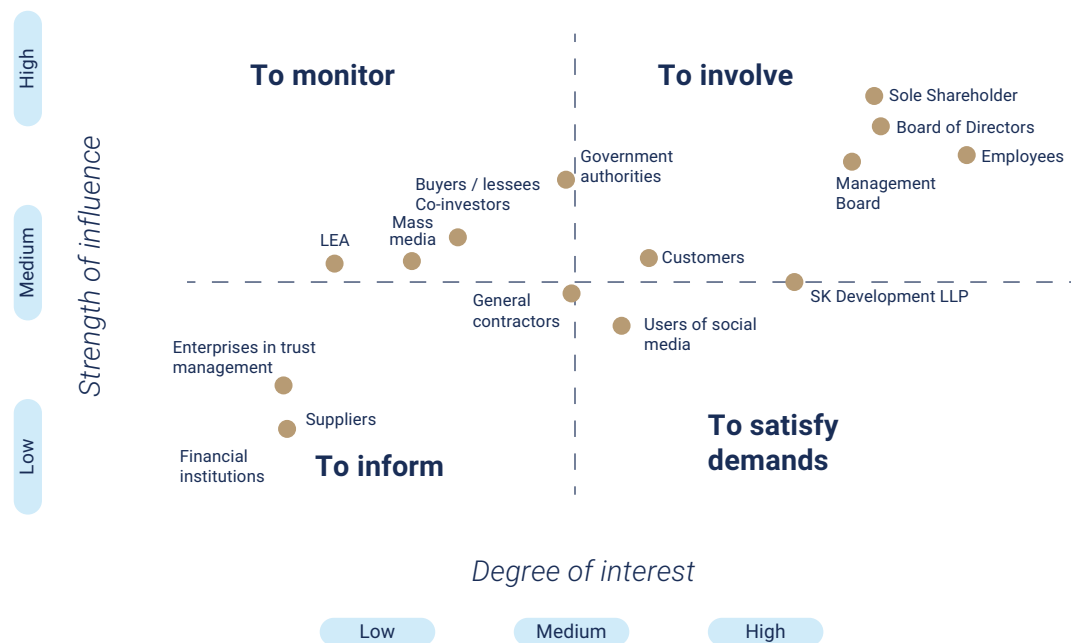 High
To monitor
To involve
Sole Shareholder
Board of Directors
Employees
Management
Board
Government
authorities
Buyers / lessees
Co-investors
Mass
media
LEA
Medium
Strength of influence
Customers
SK Development LLP
General
contractors
Users of social
media
Enterprises in trust
management
Suppliers
Low
Financial
institutions
To inform
To satisfy
demands
Degree of interest
Low
Medium
High